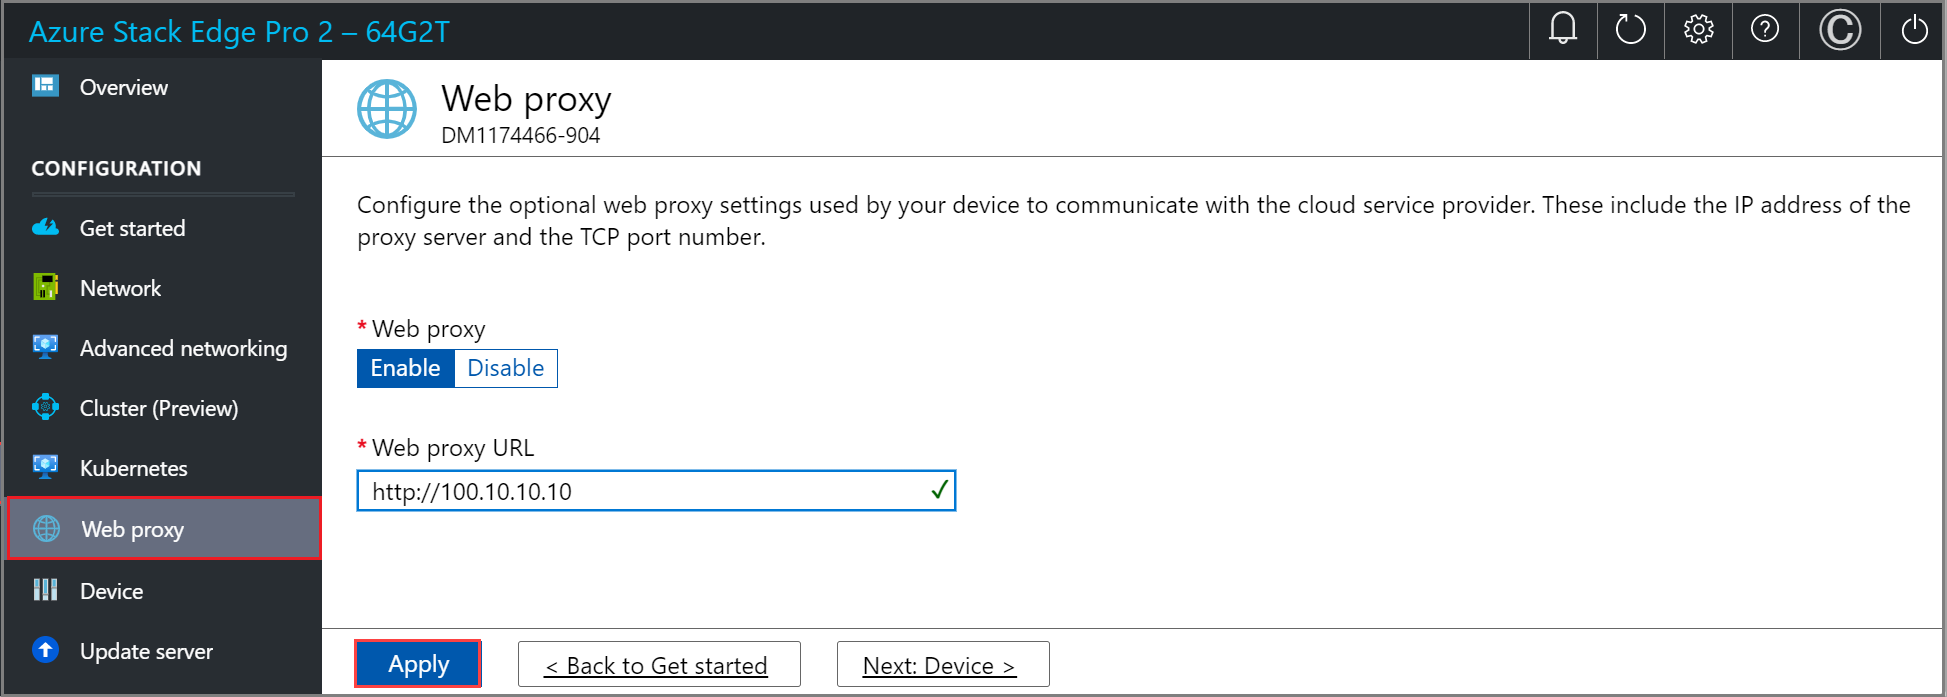 Azure Stack Edge Pro 2 – 64G2T
Overview
CONFIGURATION
Get started
Network
Advanced networking
Cluster (Preview)
Kubernetes
Web proxy
Device
Update server
Web proxy
DM1174466-904
Configure the optional web proxy settings used by your device to communicate with the cloud service provider. These include the IP address of the
proxy server and the TCP port number.
* Web proxy
Enable Disable
* Web proxy URL
http://100.10.10.10
Apply < Back to Get started Next: Device >